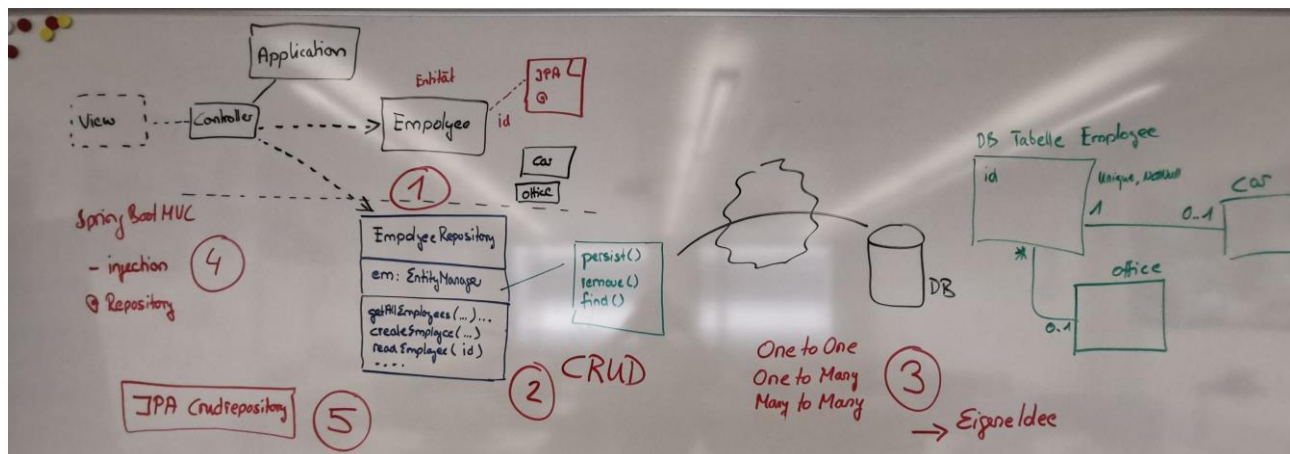 Application
View
Controller
Entität
Empolyee
id
JPA
@
Car
office
1
Spring Boot MVC
- injection
@ Repository
4
EmpolyeeRepository
em: EntityManager
getAllEmployees(...)...
createEmployee(...)
readEmployee(id)
....
persist()
remove()
find()
2
CRUD
DB
JPA Crudrepository
5
One to One
One to Many
Many to Many
3
→ Eigene Idee
DB Tabelle Employee
id
Unique, NotNull
1
0..1
Car
*
0..1
office